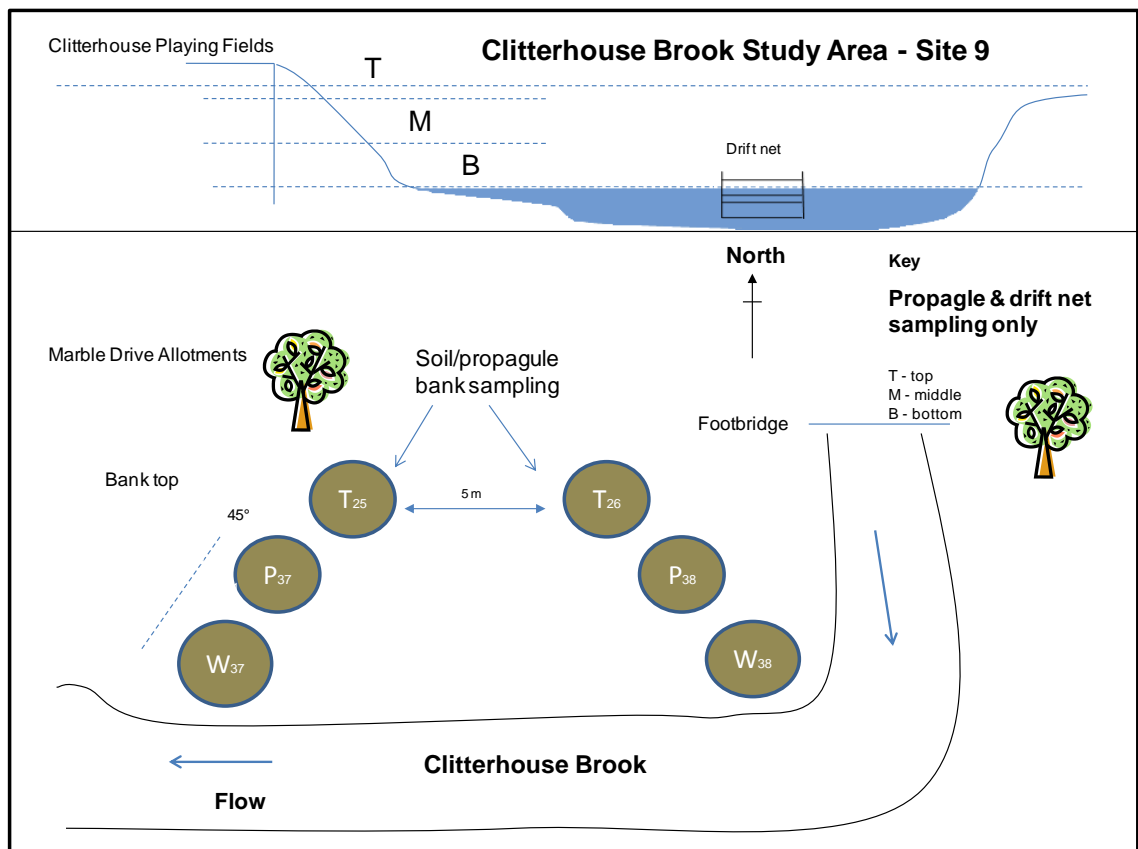 Clitterhouse Playing Fields
Clitterhouse Brook Study Area - Site 9
T
M
B
Drift net
North
Key
Propagle & drift net
sampling only
Marble Drive Allotments
Soil/propagule
bank sampling
T - top
M - middle
B - bottom
Footbridge
Bank top
45°
T25
5 m
T26
P37
P38
W37
W38
Clitterhouse Brook
Flow